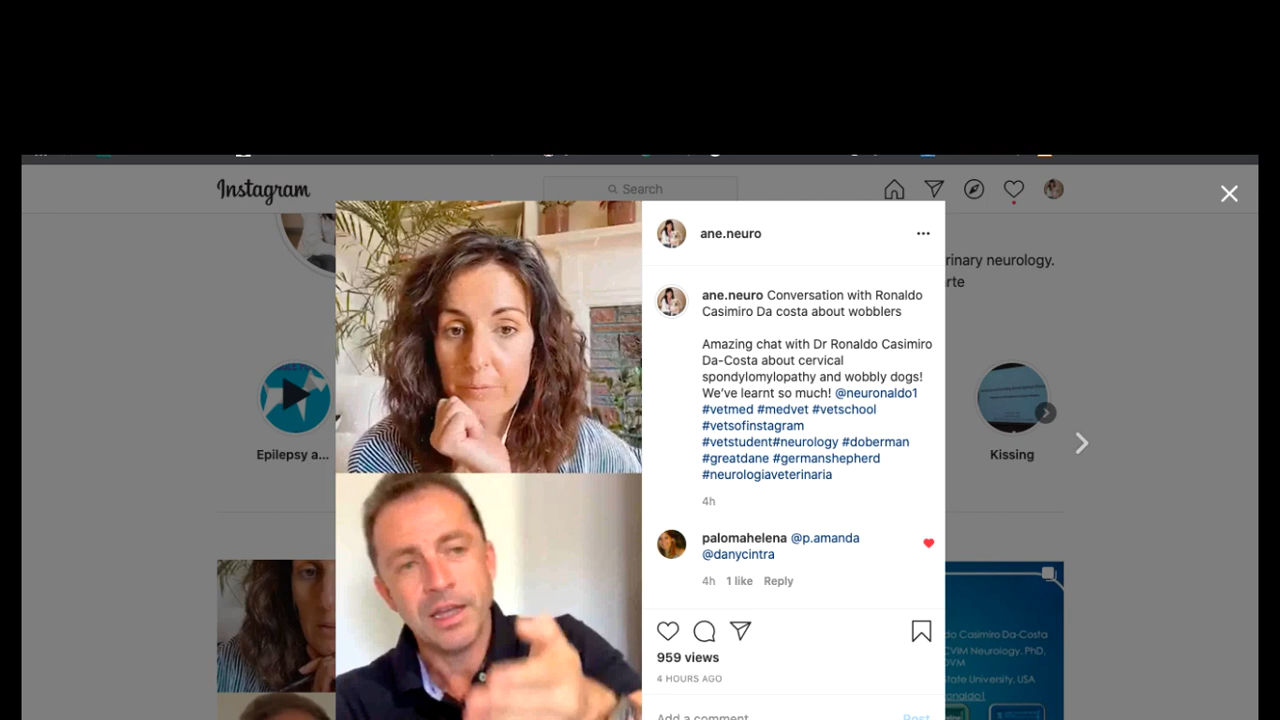 Instagram
Search
ane.neuro
rinary neurology.
rte
ane.neuro Conversation with Ronaldo
Casimiro Da costa about wobblers
Amazing chat with Dr Ronaldo Casimiro
Da-Costa about cervical
spondylomylopathy and wobbly dogs!
We've learnt so much! @neuronaldo1
#vetmed #medvet #vetschool
#vetsofinstagram
#vetstudent#neurology #doberman
#greatdane #germanshepherd
#neurologiaveterinaria
4h
Epilepsy a...
Kissing
palomahelena @p.amanda
@danycintra
4h 1 like Reply
959 views
4 HOURS AGO
Add a comment
Post
do Casimiro Da-Costa
CVIM Neurology, PhD,
DVM
State University, USA
onaldo1